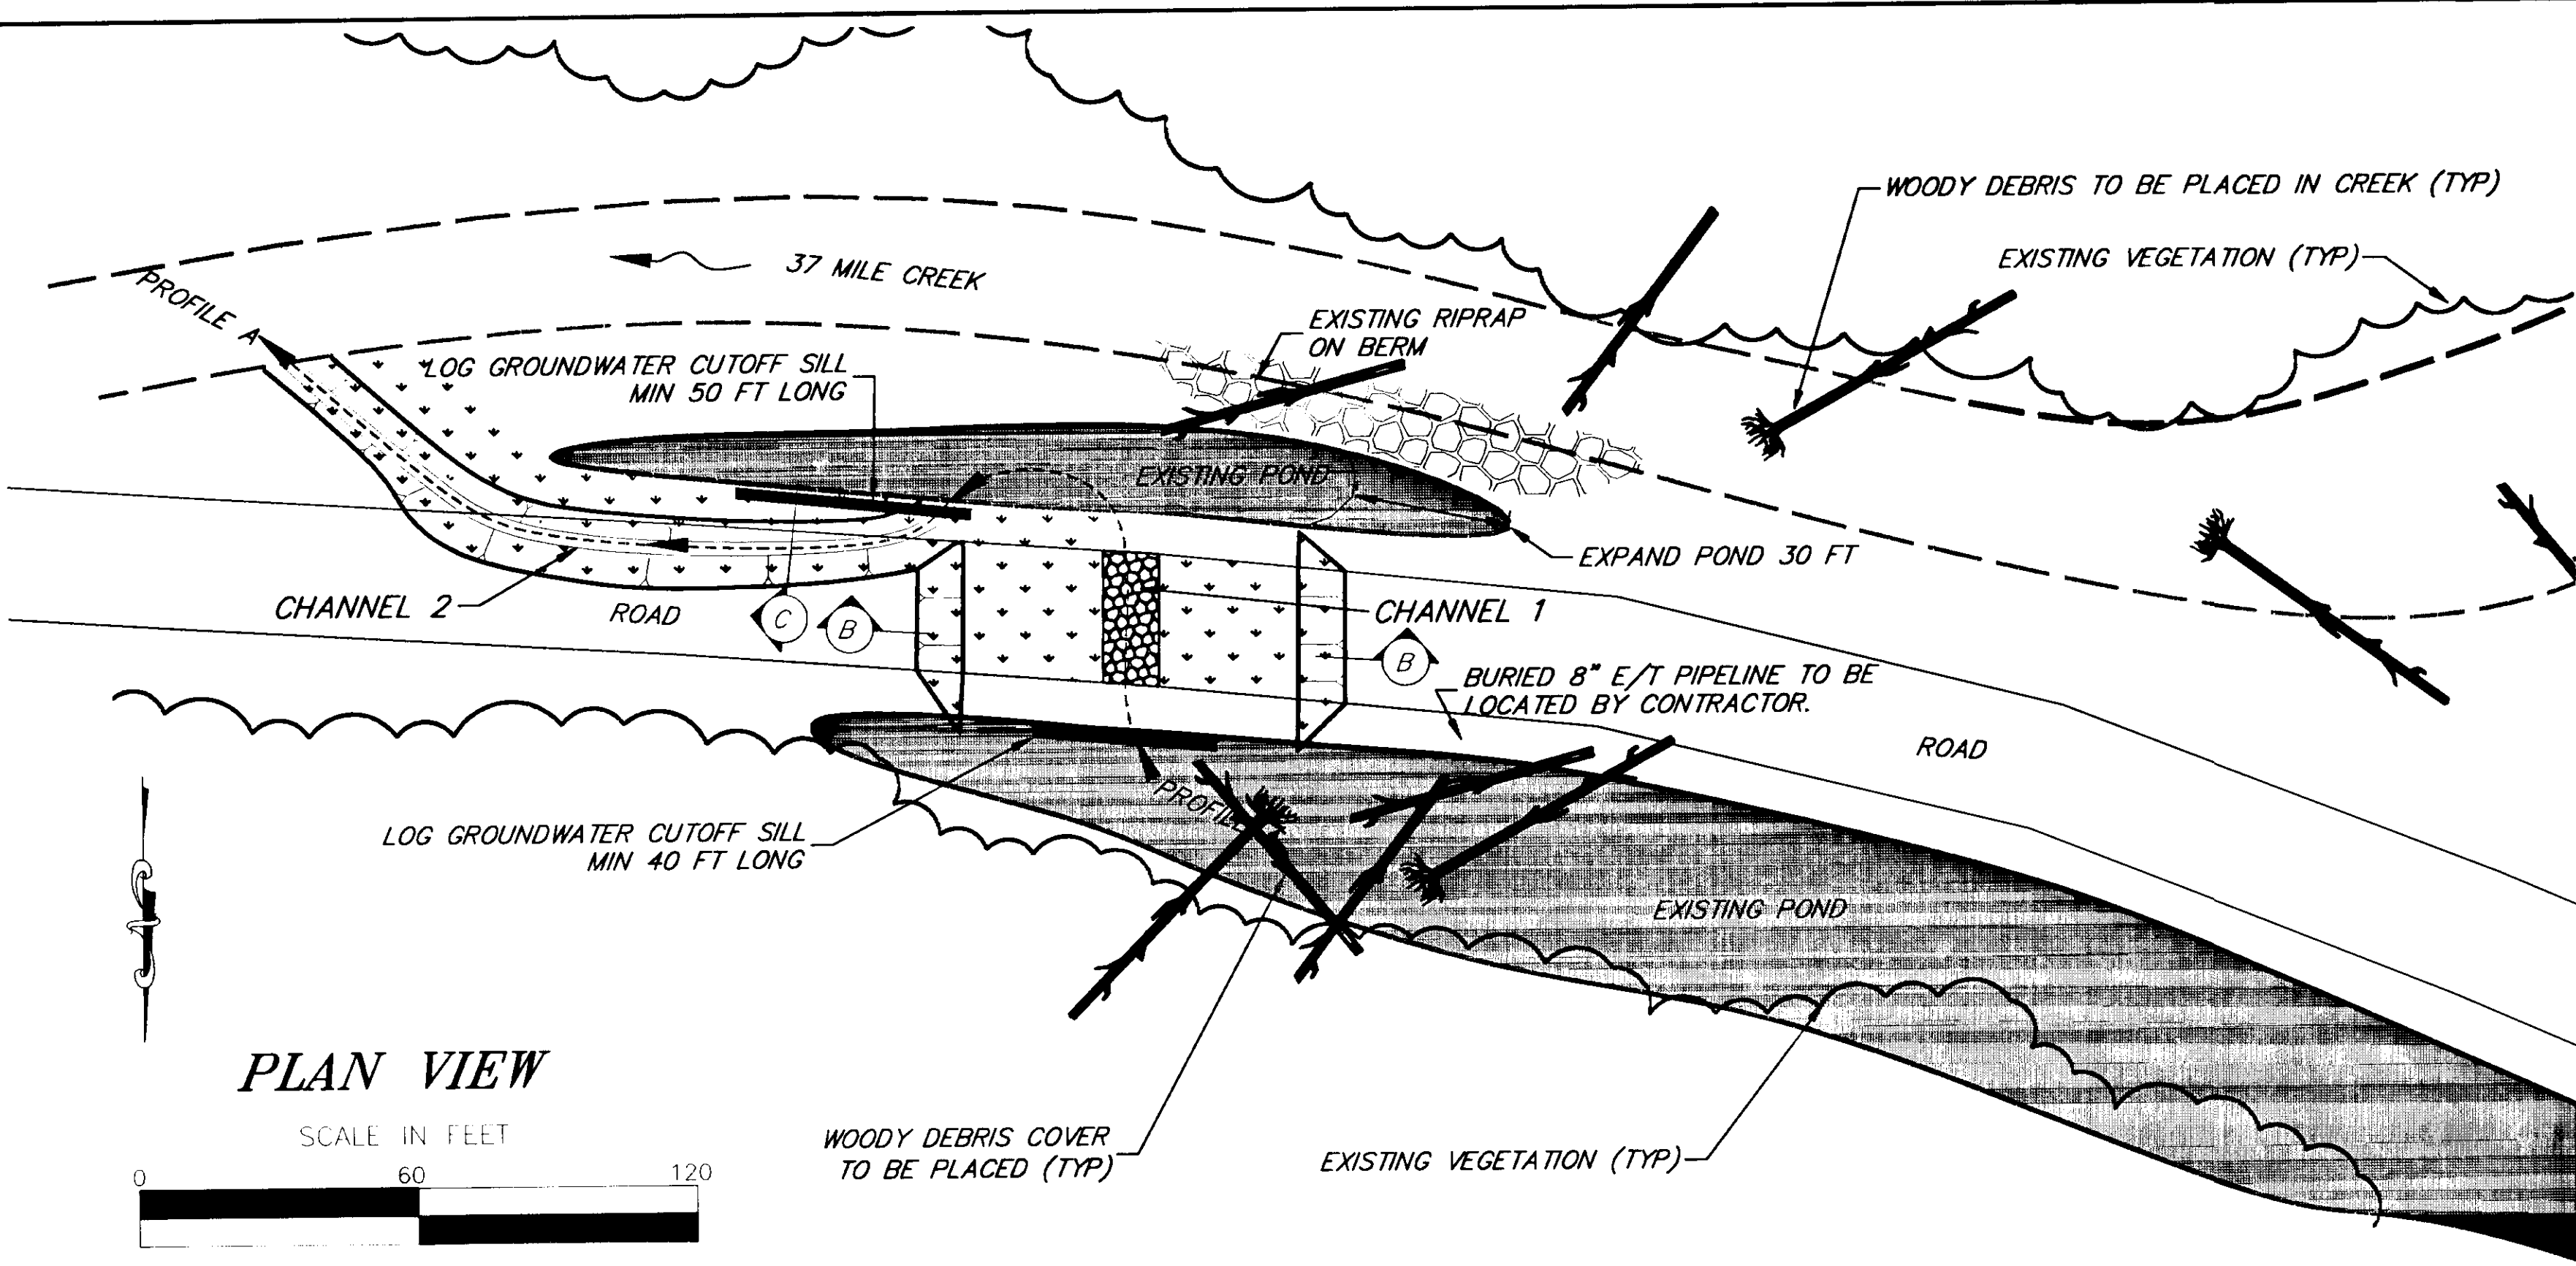 WOODY DEBRIS TO BE PLACED IN CREEK (TYP)
EXISTING VEGETATION (TYP)
37 MILE CREEK
PROFILE A
EXISTING RIPRAP
ON BERM
LOG GROUNDWATER CUTOFF SILL
MIN 50 FT LONG
EXISTING POND
EXPAND POND 30 FT
CHANNEL 2
ROAD
C
B
CHANNEL 1
B
BURIED 8" E/T PIPELINE TO BE
LOCATED BY CONTRACTOR.
ROAD
PROFILE
LOG GROUNDWATER CUTOFF SILL
MIN 40 FT LONG
EXISTING POND
PLAN VIEW
SCALE IN FEET
0 60 120
WOODY DEBRIS COVER
TO BE PLACED (TYP)
EXISTING VEGETATION (TYP)